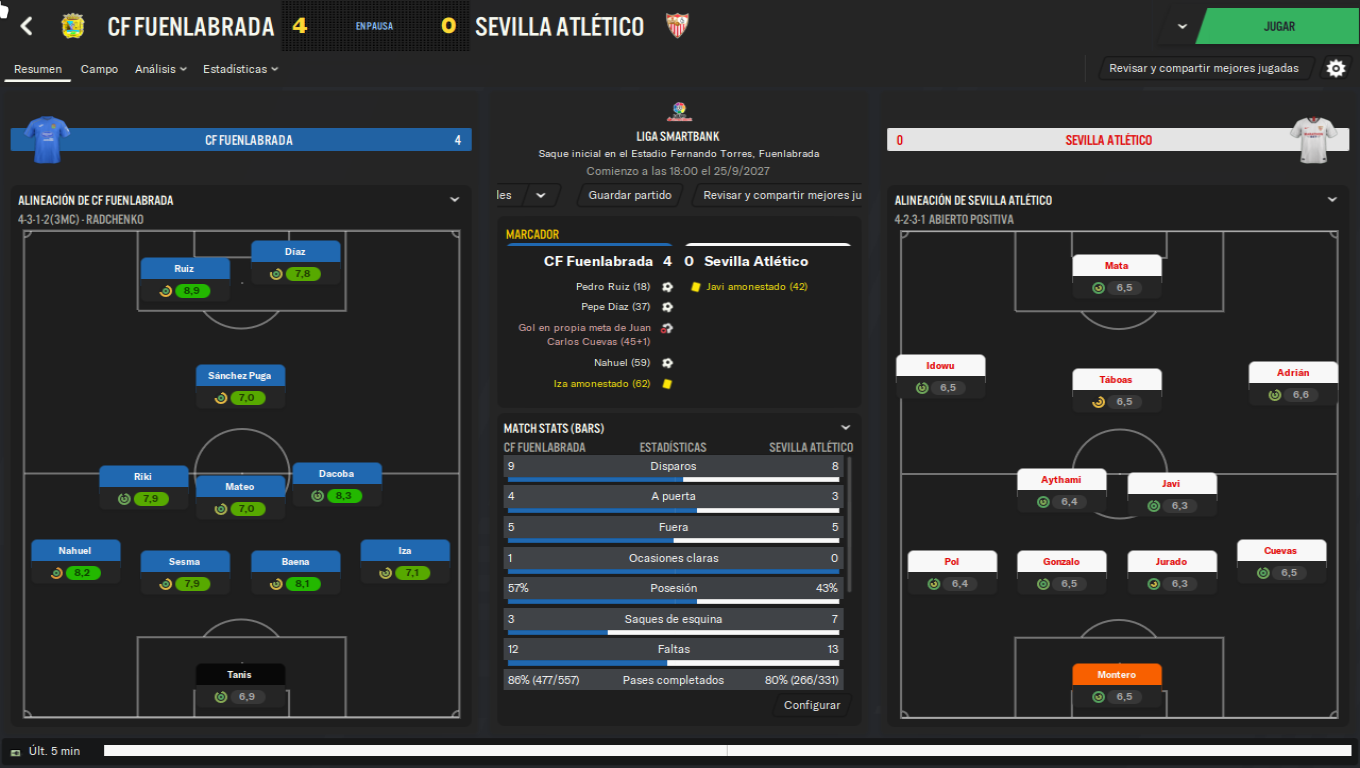 CF FUENLABRADA 4 EN PAUSA 0 SEVILLA ATLÉTICO
JUGAR
Resumen Campo Análisis Estadísticas
Revisar y compartir mejores jugadas
CF FUENLABRADA 4
LIGA SMARTBANK
Saque inicial en el Estadio Fernando Torres, Fuenlabrada
Comienzo a las 18:00 el 25/9/2027
les Guardar partido Revisar y compartir mejores ju
0 SEVILLA ATLÉTICO
ALINEACIÓN DE CF FUENLABRADA
4-3-1-2(3MC) - RADCHENKO
Díaz
7,8
Ruiz
8,9
Sánchez Puga
7,0
Dacoba
8,3
Riki
7,9
Mateo
7,0
Nahuel
8,2
Sesma
7,9
Baena
8,1
Iza
7,1
Tanis
6,9
MARCADOR
CF Fuenlabrada 4 0 Sevilla Atlético
Pedro Ruiz (18) Javi amonestado (42)
Pepe Díaz (37)
Gol en propia meta de Juan
Carlos Cuevas (45+1)
Nahuel (59)
Iza amonestado (62)
MATCH STATS (BARS)
CF FUENLABRADA ESTADÍSTICAS SEVILLA ATLÉTICO
9 Disparos 8
4 A puerta 3
5 Fuera 5
1 Ocasiones claras 0
57% Posesión 43%
3 Saques de esquina 7
12 Faltas 13
86% (477/557) Pases completados 80% (266/331)
Configurar
ALINEACIÓN DE SEVILLA ATLÉTICO
4-2-3-1 ABIERTO POSITIVA
Mata
6,5
Idowu
6,5
Táboas
6,5
Adrián
6,6
Aythami
6,4
Javi
6,3
Pol
6,4
Gonzalo
6,5
Jurado
6,3
Cuevas
6,5
Montero
6,5
Últ. 5 min